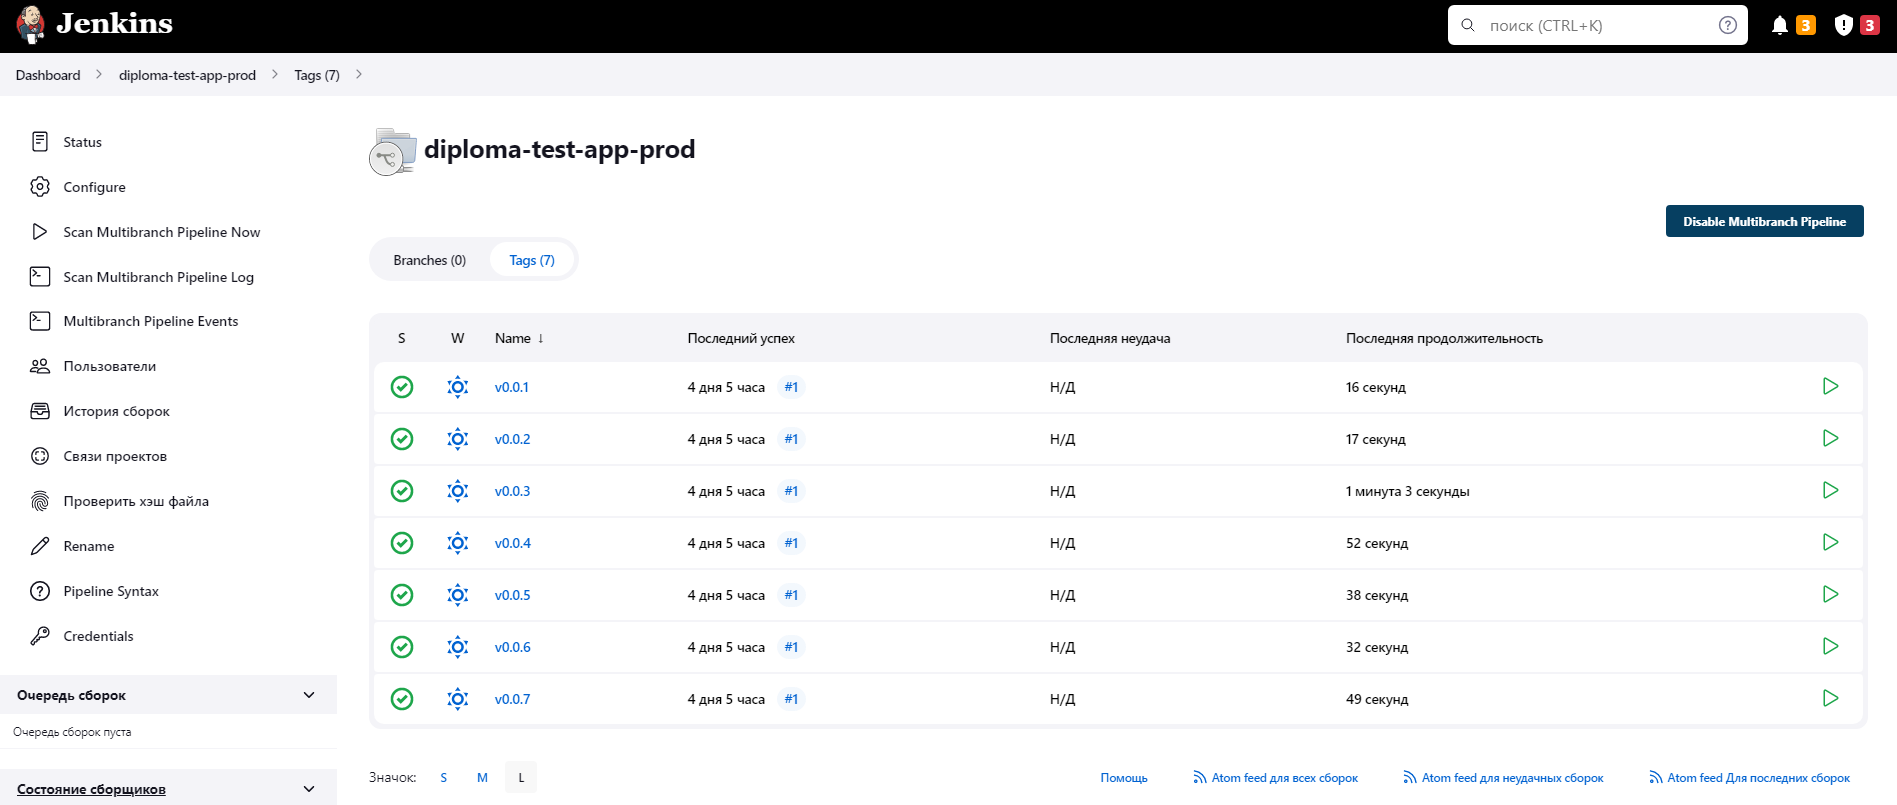 Jenkins
поиск (CTRL+K)
3
3
Dashboard
diploma-test-app-prod
Tags (7)
Status
Configure
Scan Multibranch Pipeline Now
Scan Multibranch Pipeline Log
Multibranch Pipeline Events
Пользователи
История сборок
Связи проектов
Проверить хэш файла
Rename
Pipeline Syntax
Credentials
Очередь сборок
Очередь сборок пуста
Состояние сборщиков
diploma-test-app-prod
Disable Multibranch Pipeline
Branches (0) Tags (7)
S W Name ↓ Последний успех Последняя неудача Последняя продолжительность
v0.0.1 4 дня 5 часа #1 Н/Д 16 секунд
v0.0.2 4 дня 5 часа #1 Н/Д 17 секунд
v0.0.3 4 дня 5 часа #1 Н/Д 1 минута 3 секунды
v0.0.4 4 дня 5 часа #1 Н/Д 52 секунд
v0.0.5 4 дня 5 часа #1 Н/Д 38 секунд
v0.0.6 4 дня 5 часа #1 Н/Д 32 секунд
v0.0.7 4 дня 5 часа #1 Н/Д 49 секунд
Значок: S M L
Помощь Atom feed для всех сборок Atom feed для неудачных сборок Atom feed Для последних сборок